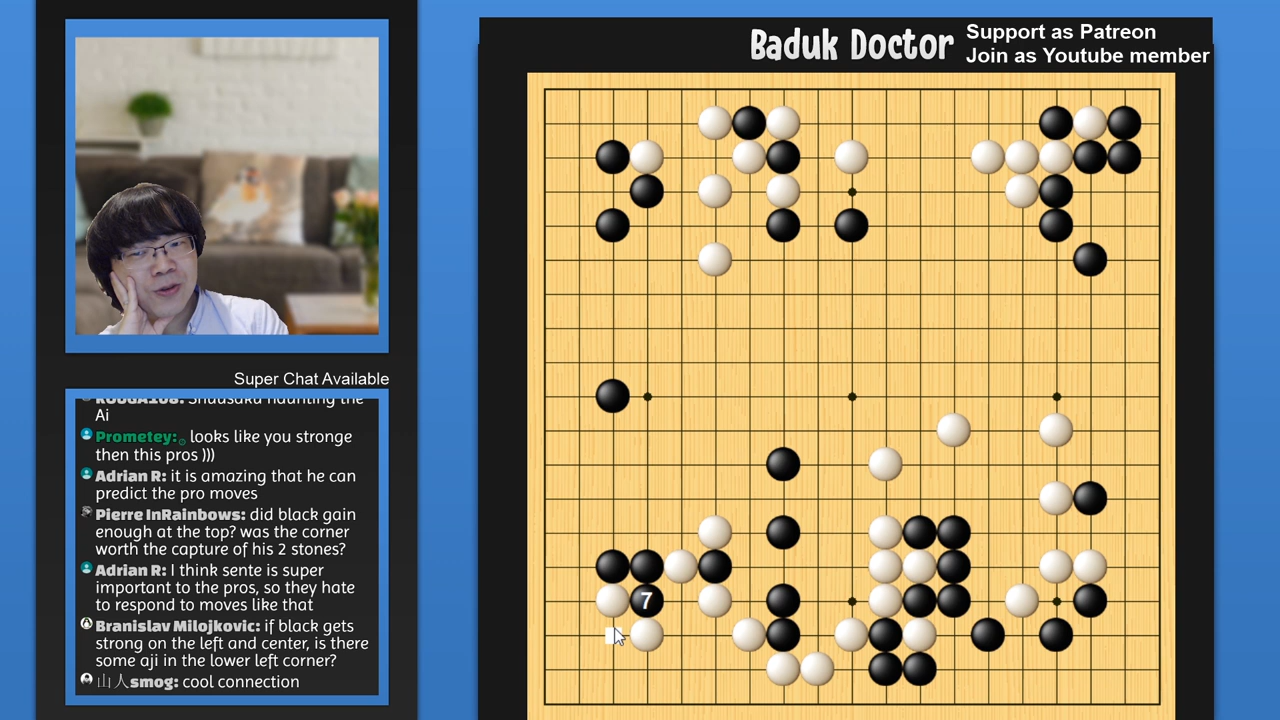 Baduk Doctor
Support as Patreon
Join as Youtube member
Super Chat Available
the
Ai
Prometey: looks like you stronge
then this pros )))
Adrian R: it is amazing that he can
predict the pro moves
Pierre InRainbows: did black gain
enough at the top? was the corner
worth the capture of his 2 stones?
Adrian R: I think sente is super
important to the pros, so they hate
to respond to moves like that
Branislav Milojkovic: if black gets
strong on the left and center, is there
some aji in the lower left corner?
山人smog: cool connection
7